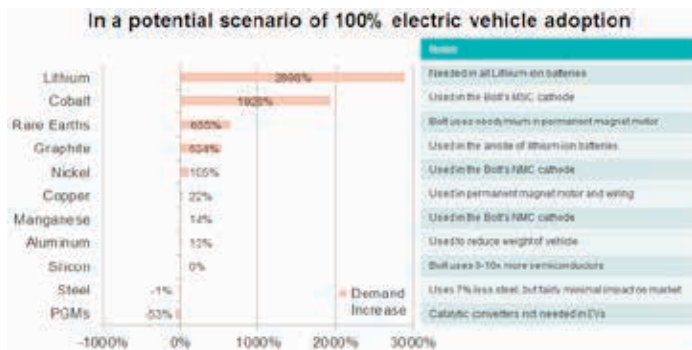 In a potential scenario of 100% electric vehicle adoption
Notes
Lithium 2898% Needed in all Lithium-ion batteries
Cobalt 1928% Used in the Bolt's NMC cathode
Rare Earths 655% Bolt uses neodymium in permanent magnet motor
Graphite 524% Used in the anode of lithium ion batteries
Nickel 105% Used in the Bolt's NMC cathode
Copper 22% Used in permanent magnet motor and wiring
Manganese 14% Used in the Bolt's NMC cathode
Aluminum 13% Used to reduce weight of vehicle
Silicon 0% Bolt uses 6-10x more semiconductors
Steel -1% Uses 7% less steel, but fairly minimal impact on market
PGMs -53% Catalytic converters not needed in EVs
Demand
Increase
-1000% 0% 1000% 2000% 3000%